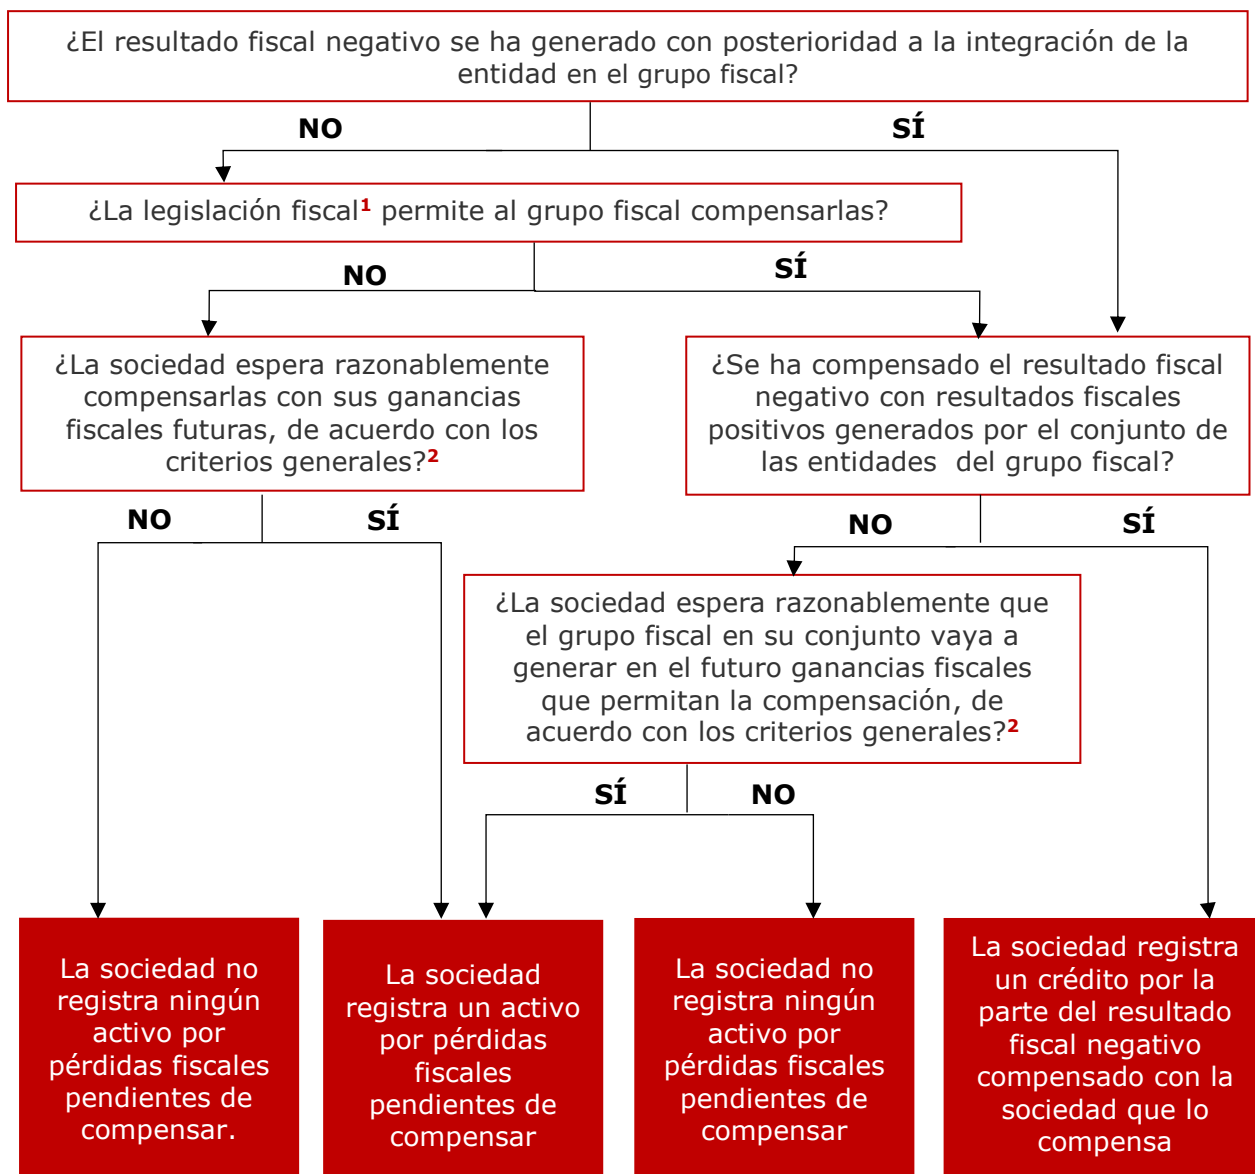 ¿El resultado fiscal negativo se ha generado con posterioridad a la integración de la
entidad en el grupo fiscal?
NO
SÍ
¿La legislación fiscal1 permite al grupo fiscal compensarlas?
NO
SÍ
¿La sociedad espera razonablemente
compensarlas con sus ganancias
fiscales futuras, de acuerdo con los
criterios generales?2
¿Se ha compensado el resultado fiscal
negativo con resultados fiscales
positivos generados por el conjunto de
las entidades del grupo fiscal?
NO
SÍ
NO
SÍ
¿La sociedad espera razonablemente que
el grupo fiscal en su conjunto vaya a
generar en el futuro ganancias fiscales
que permitan la compensación, de
acuerdo con los criterios generales?2
SÍ
NO
La sociedad no
registra ningún
activo por
pérdidas fiscales
pendientes de
compensar.
La sociedad
registra un activo
por pérdidas
fiscales
pendientes de
compensar
La sociedad no
registra ningún
activo por
pérdidas fiscales
pendientes de
compensar
La sociedad registra
un crédito por la
parte del resultado
fiscal negativo
compensado con la
sociedad que lo
compensa